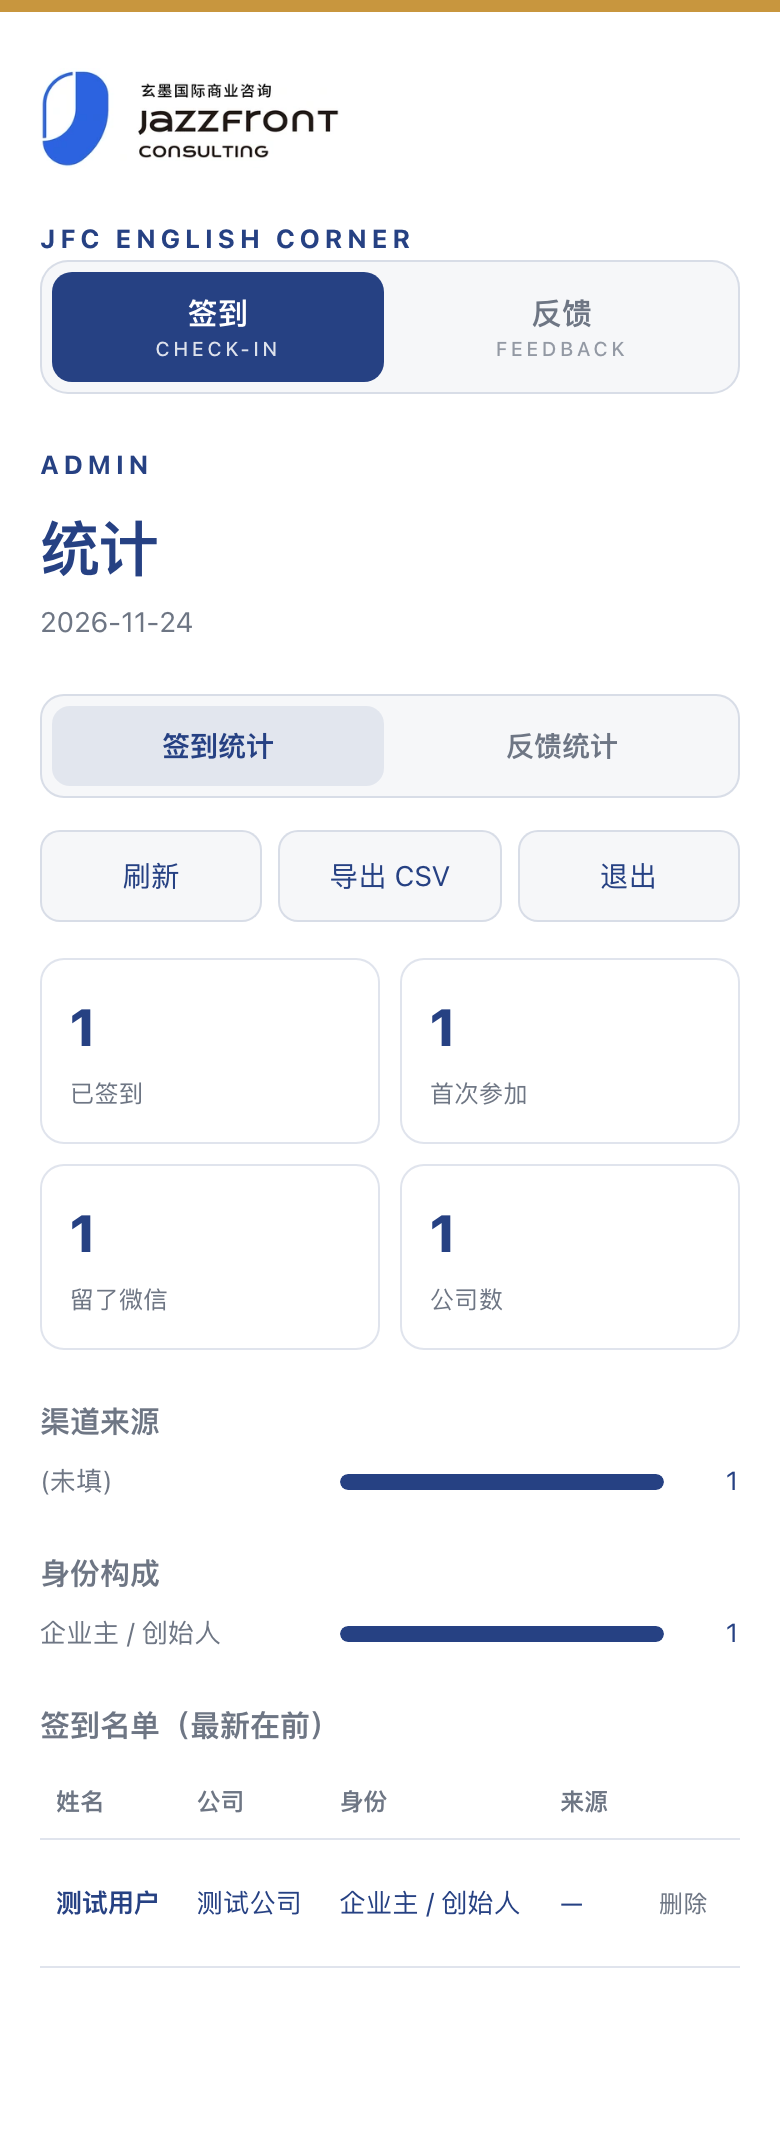 玄墨国际商业咨询
Jazzfront
CONSULTING
JFC ENGLISH CORNER
签到 反馈
CHECK-IN FEEDBACK
ADMIN
统计
2026-11-24
签到统计 反馈统计
刷新 导出 CSV 退出
1 1
已签到 首次参加
1 1
留了微信 公司数
渠道来源
(未填) 1
身份构成
企业主 / 创始人 1
签到名单（最新在前）
姓名 公司 身份 来源
测试用户 测试公司 企业主 / 创始人 — 删除